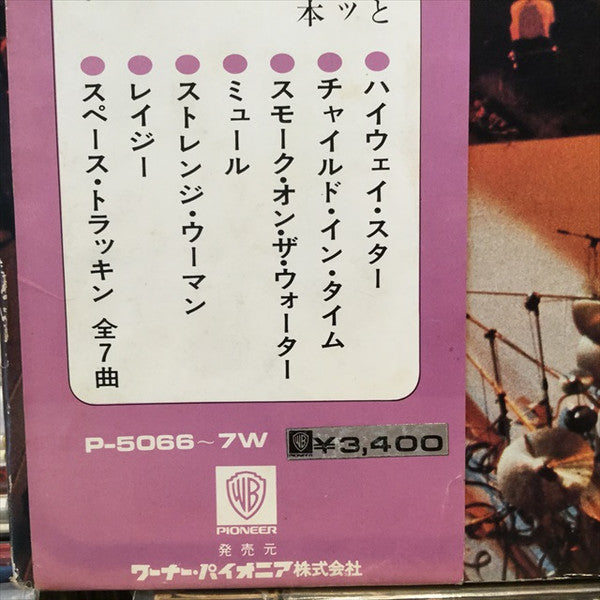 と
ッ
本
ハイウェイ・スター
チャイルド・イン・タイム
スモーク・オン・ザ・ウォーター
ミュール
ストレンジ・ウーマン
レイジー
スペース・トラッキン 全7曲
P-5066~7W
WB PIONEER ¥3,400
WB
PIONEER
発売元
ワーナー・パイオニア株式会社